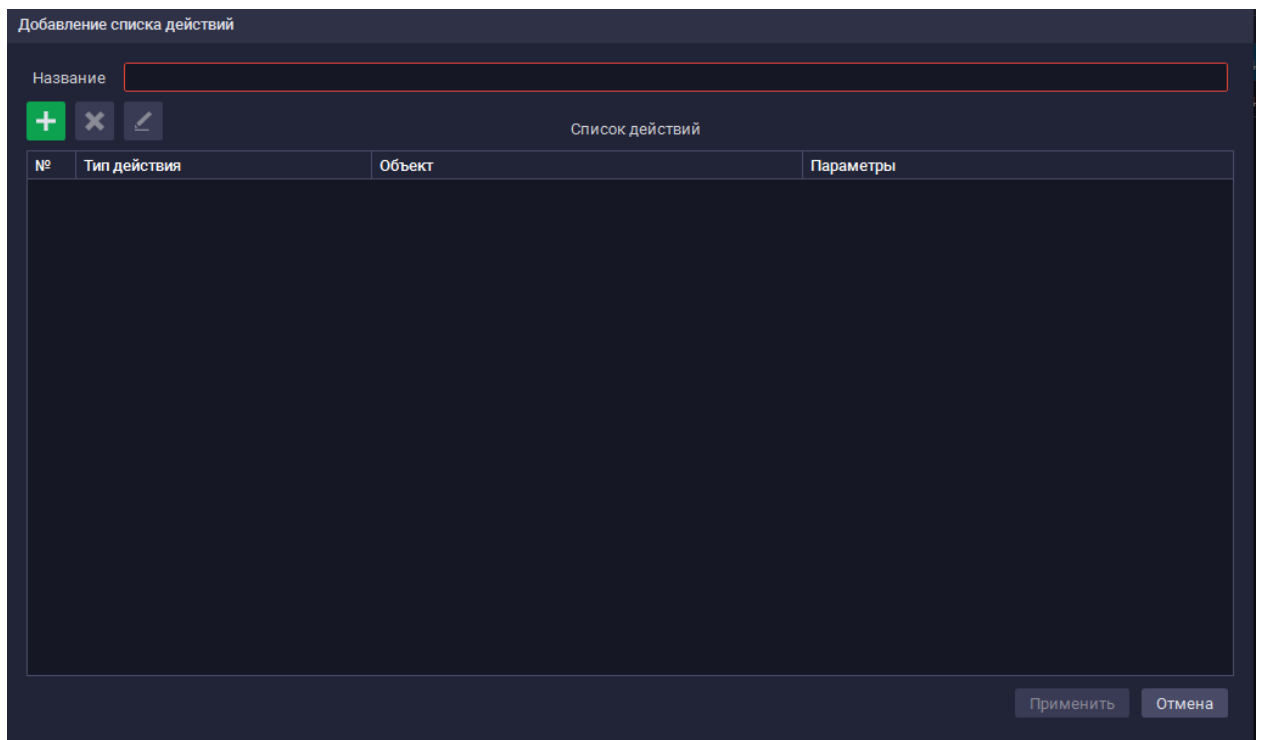 Добавление списка действий
Название
Список действий
№ Тип действия Объект Параметры
Применить Отмена